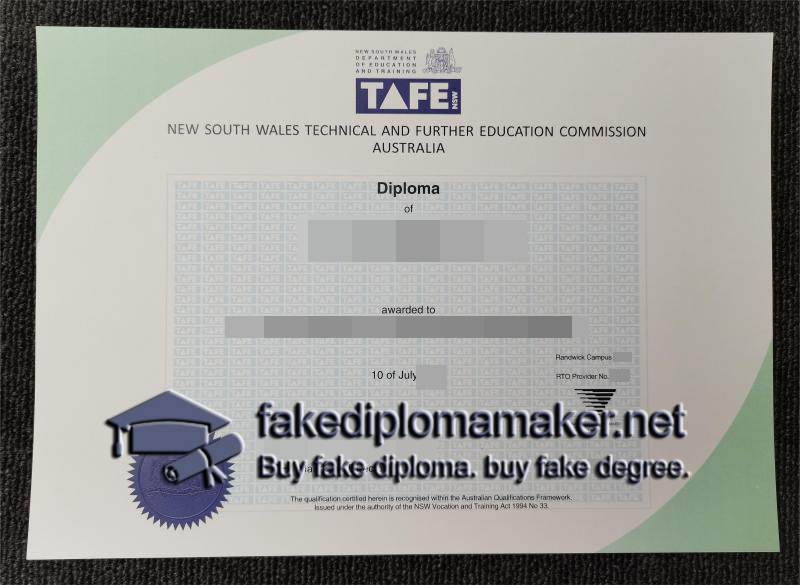 NEW SOUTH WALES
DEPARTMENT
OF EDUCATION
AND TRAINING
TAFE NSW
NEW SOUTH WALES TECHNICAL AND FURTHER EDUCATION COMMISSION
AUSTRALIA
Diploma
of
awarded to
Randwick Campus
10 of July
RTO Provider No.
fakediplomamaker.net
Buy fake diploma. buy fake degree.
The qualification certified herein is recognised within the Australian Qualifications Framework.
Issued under the authority of the NSW Vocation and Training Act 1994 No 33.